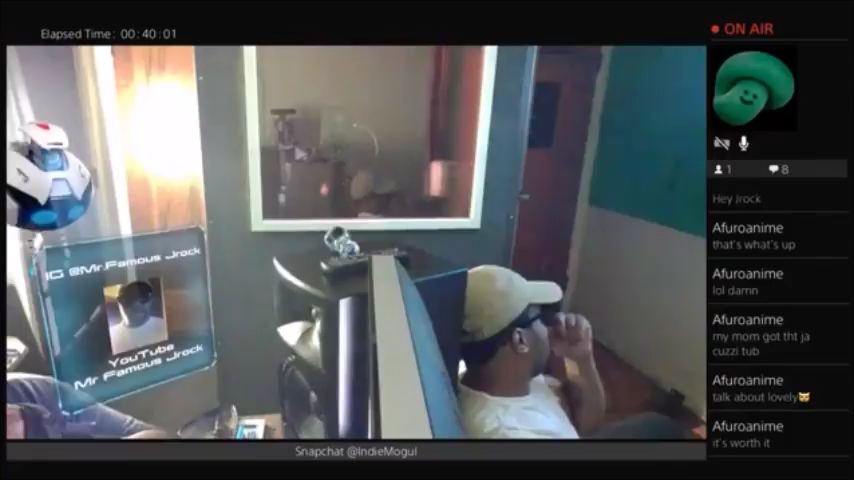 Elapsed Time: 00:40:01
ON AIR
1
8
Hey Jrock
Afuroanime
that's what's up
Afuroanime
lol damn
Afuroanime
my mom got tht ja
cuzzi tub
Afuroanime
talk about lovely😺
Afuroanime
it's worth it
IG @Mr.Famous Jrock
YouTube
Mr Famous Jrock
Snapchat @IndieMogul